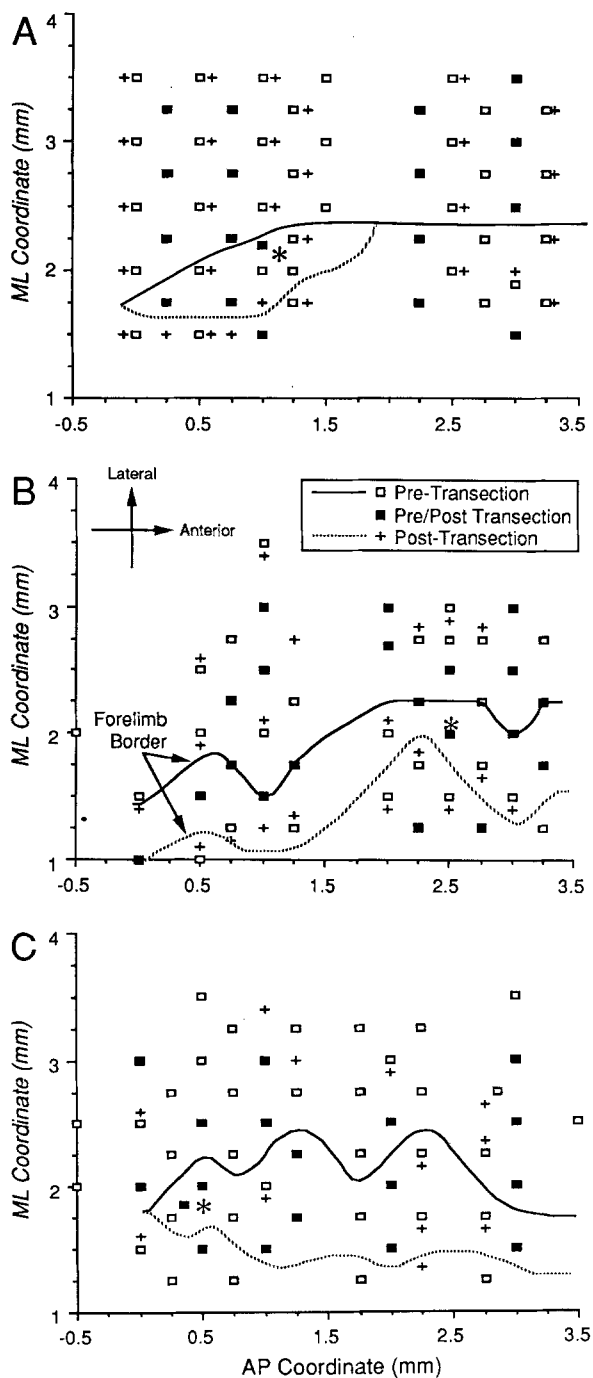 A
4
3
2
1
ML Coordinate (mm)
*
-0.5 0.5 1.5 2.5 3.5
B
4
3
2
1
ML Coordinate (mm)
Lateral
Anterior
Pre-Transection
Pre/Post Transection
Post-Transection
Forelimb
Border
*
-0.5 0.5 1.5 2.5 3.5
C
4
3
2
1
ML Coordinate (mm)
*
-0.5 0.5 1.5 2.5 3.5
AP Coordinate (mm)